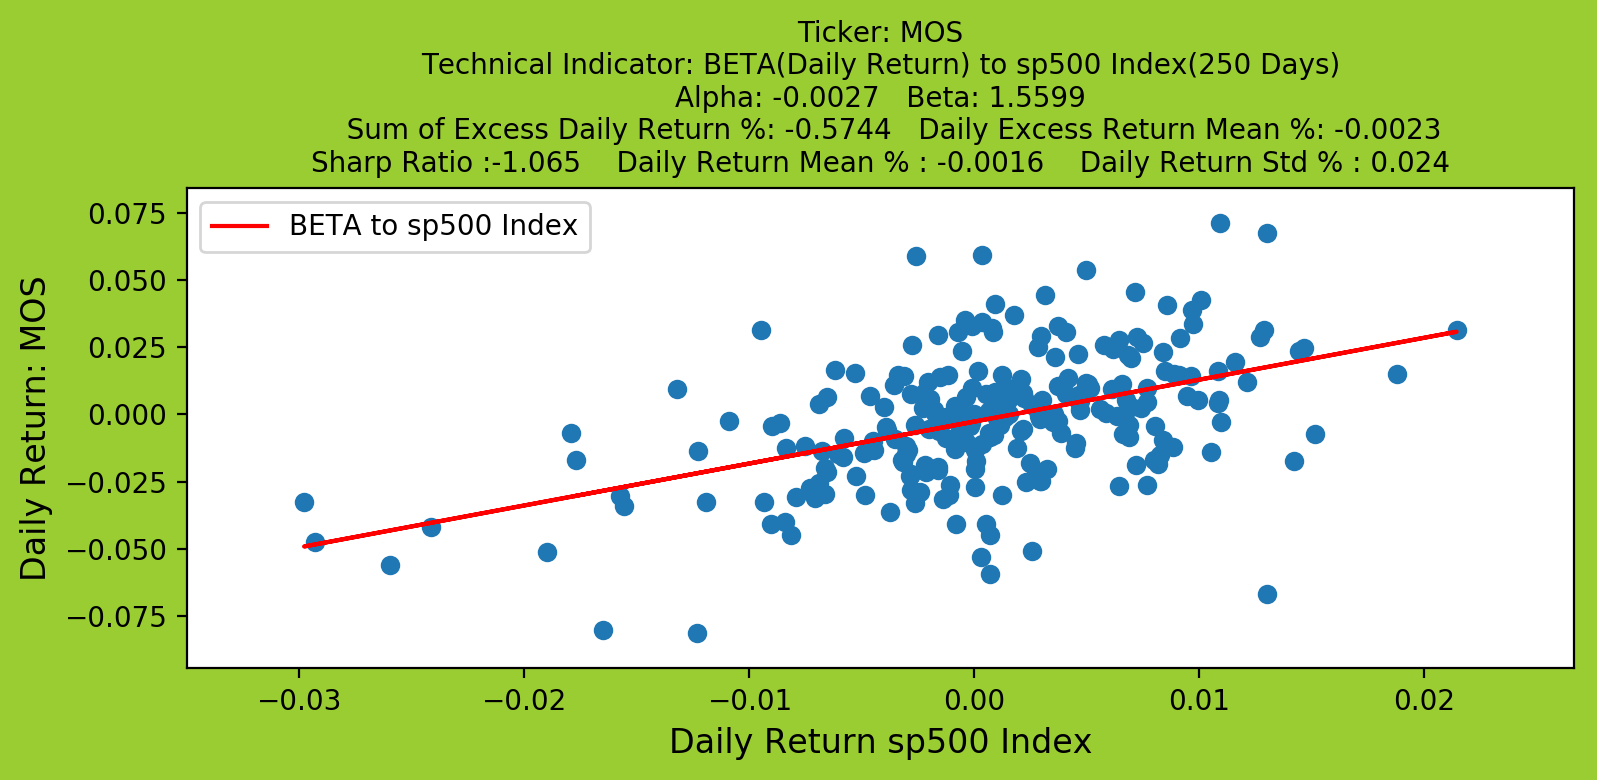 Ticker: MOS
Technical Indicator: BETA(Daily Return) to sp500 Index(250 Days)
Alpha: -0.0027   Beta: 1.5599
Sum of Excess Daily Return %: -0.5744   Daily Excess Return Mean %: -0.0023
Sharp Ratio :-1.065    Daily Return Mean % : -0.0016    Daily Return Std % : 0.024
BETA to sp500 Index
Daily Return: MOS
0.075
0.050
0.025
0.000
−0.025
−0.050
−0.075
−0.03 −0.02 −0.01 0.00 0.01 0.02
Daily Return sp500 Index